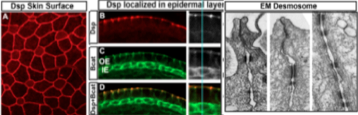 Dsp Skin Surface
Dsp localized in epidermal layer
EM Desmosome
A
B
Dsp
C
Bcat
OE
IE
D
Dsp+Bcat